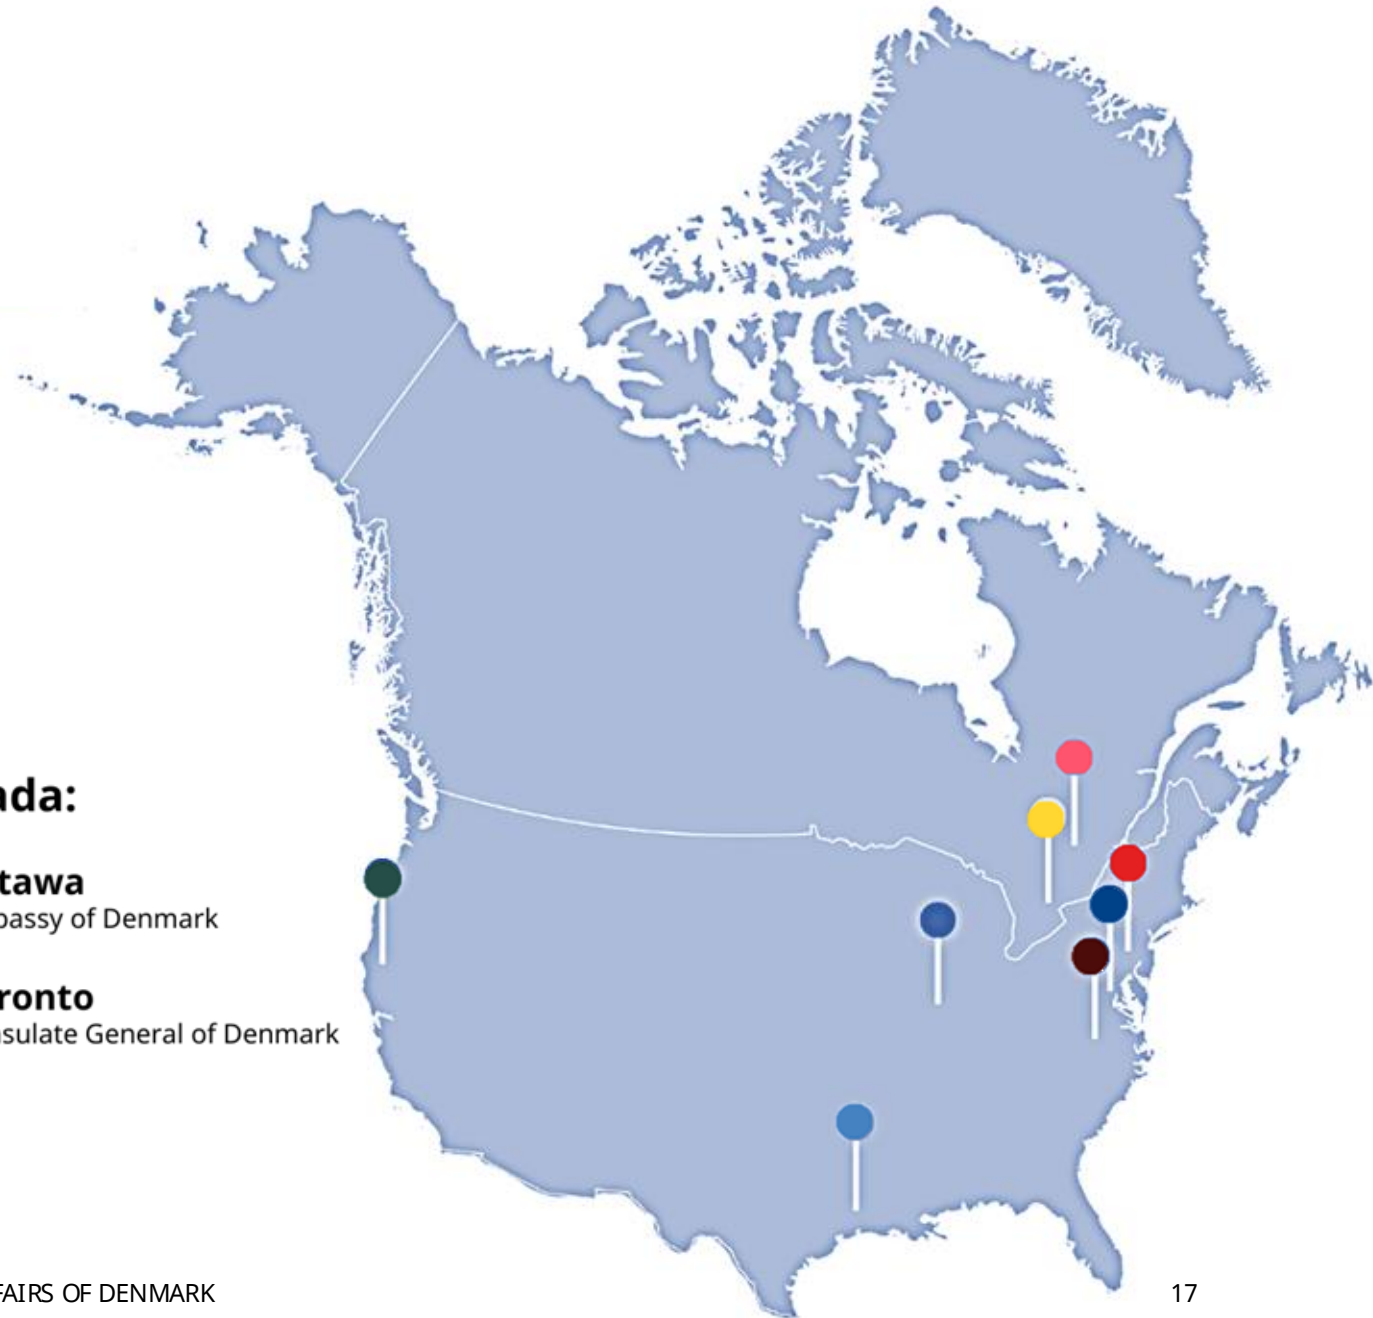 ada:
tawa
bassy of Denmark
ronto
nsulate General of Denmark
FAIRS OF DENMARK
17